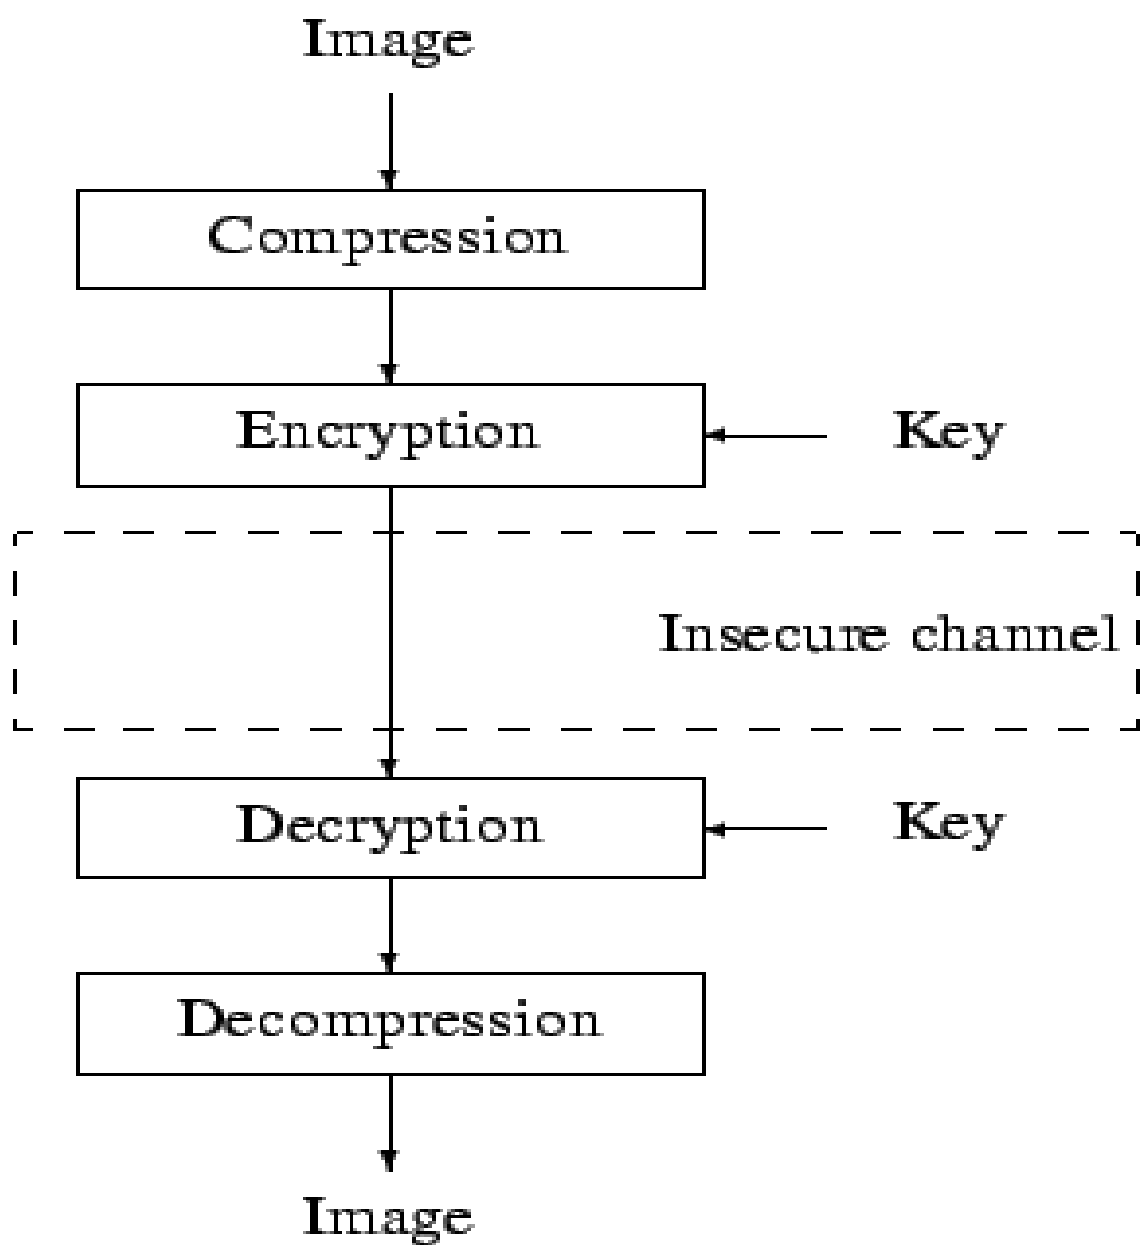 Image
Compression
Encryption
Key
Insecure channel
Decryption
Key
Decompression
Image